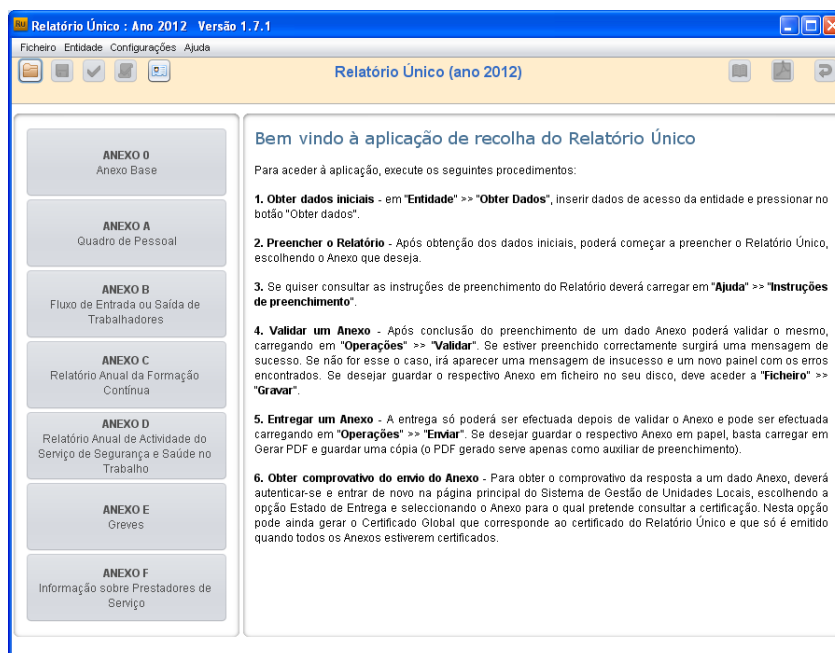 Relatório Único : Ano 2012 Versão 1.7.1
Ficheiro Entidade Configurações Ajuda
Relatório Único (ano 2012)
ANEXO 0
Anexo Base
ANEXO A
Quadro de Pessoal
ANEXO B
Fluxo de Entrada ou Saída de
Trabalhadores
ANEXO C
Relatório Anual da Formação
Contínua
ANEXO D
Relatório Anual de Actividade do
Serviço de Segurança e Saúde no
Trabalho
ANEXO E
Greves
ANEXO F
Informação sobre Prestadores de
Serviço
Bem vindo à aplicação de recolha do Relatório Único
Para aceder à aplicação, execute os seguintes procedimentos:
1. Obter dados iniciais - em "Entidade" >> "Obter Dados", inserir dados de acesso da entidade e pressionar no
botão "Obter dados".
2. Preencher o Relatório - Após obtenção dos dados iniciais, poderá começar a preencher o Relatório Único,
escolhendo o Anexo que deseja.
3. Se quiser consultar as instruções de preenchimento do Relatório deverá carregar em "Ajuda" >> "Instruções
de preenchimento".
4. Validar um Anexo - Após conclusão do preenchimento de um dado Anexo poderá validar o mesmo,
carregando em "Operações" >> "Validar". Se estiver preenchido correctamente surgirá uma mensagem de
sucesso. Se não for esse o caso, irá aparecer uma mensagem de insucesso e um novo painel com os erros
encontrados. Se desejar guardar o respectivo Anexo em ficheiro no seu disco, deve aceder a "Ficheiro" >>
"Gravar".
5. Entregar um Anexo - A entrega só poderá ser efectuada depois de validar o Anexo e pode ser efectuada
carregando em "Operações" >> "Enviar". Se desejar guardar o respectivo Anexo em papel, basta carregar em
Gerar PDF e guardar uma cópia (o PDF gerado serve apenas como auxiliar de preenchimento).
6. Obter comprovativo do envio do Anexo - Para obter o comprovativo da resposta a um dado Anexo, deverá
autenticar-se e entrar de novo na página principal do Sistema de Gestão de Unidades Locais, escolhendo a
opção Estado de Entrega e seleccionando o Anexo para o qual pretende consultar a certificação. Nesta opção
pode ainda gerar o Certificado Global que corresponde ao certificado do Relatório Único e que só é emitido
quando todos os Anexos estiverem certificados.